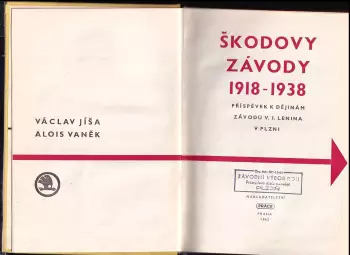 VÁCLAV JÍŠA
ALOIS VANĚK
ŠKODOVY
ZÁVODY
1918-1938
PŘÍSPĚVEK K DĚJINÁM
ZÁVODU V. I. LENINA
V PLZNI
ZÁVODNÍ VÝBOR ROH
PLZEŇ
NAKLADATELSTVÍ
PRÁCE
PRAHA